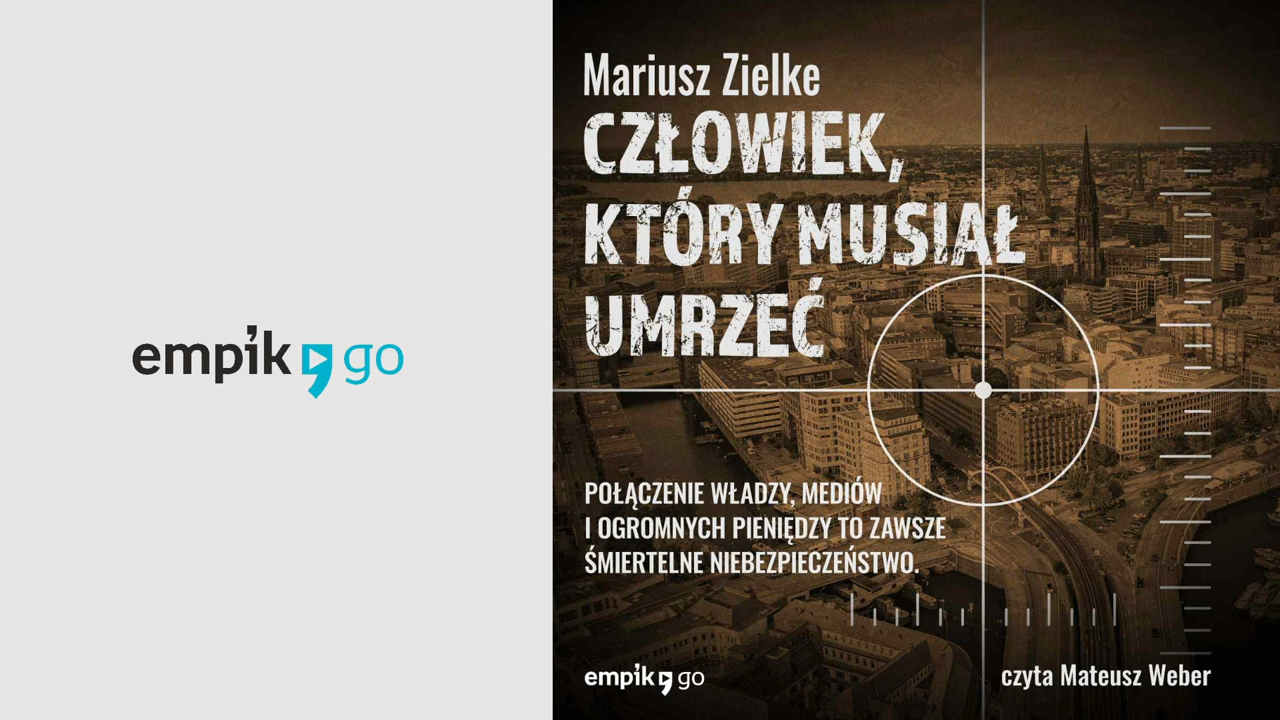 empik go
Mariusz Zielke
CZŁOWIEK,
KTÓRY MUSIAŁ
UMRZEĆ
POŁĄCZENIE WŁADZY, MEDIÓW
I OGROMNYCH PIENIĘDZY TO ZAWSZE
ŚMIERTELNE NIEBEZPIECZEŃSTWO.
empik go
czyta Mateusz Weber